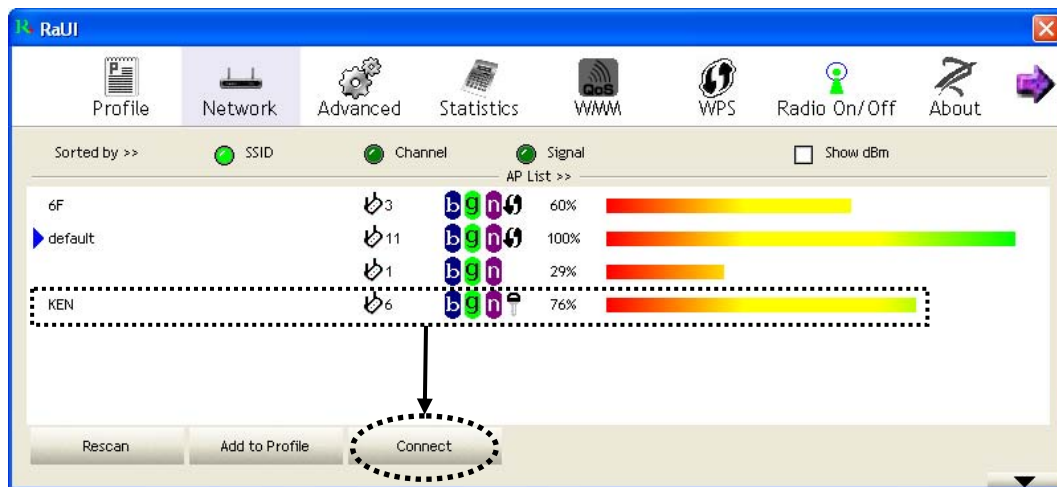 RaUI
Profile Network Advanced Statistics QoS WMM WPS Radio On/Off About
Sorted by >> SSID Channel Signal Show dBm
AP List >>
6F 3 b g n 60%
default 11 b g n 100%
1 b g n 29%
KEN 6 b g n 76%
Rescan Add to Profile Connect